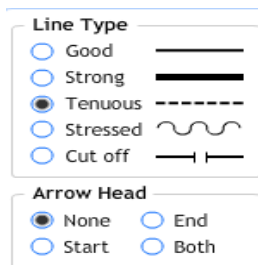 Line Type
Good
Strong
Tenuous
Stressed
Cut off
Arrow Head
None End
Start Both